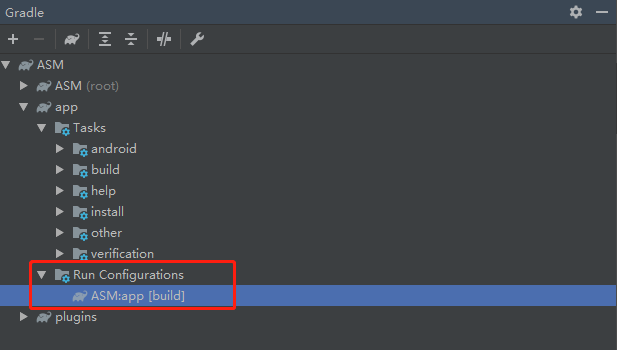 Gradle
ASM
ASM (root)
app
Tasks
android
build
help
install
other
verification
Run Configurations
ASM:app [build]
plugins